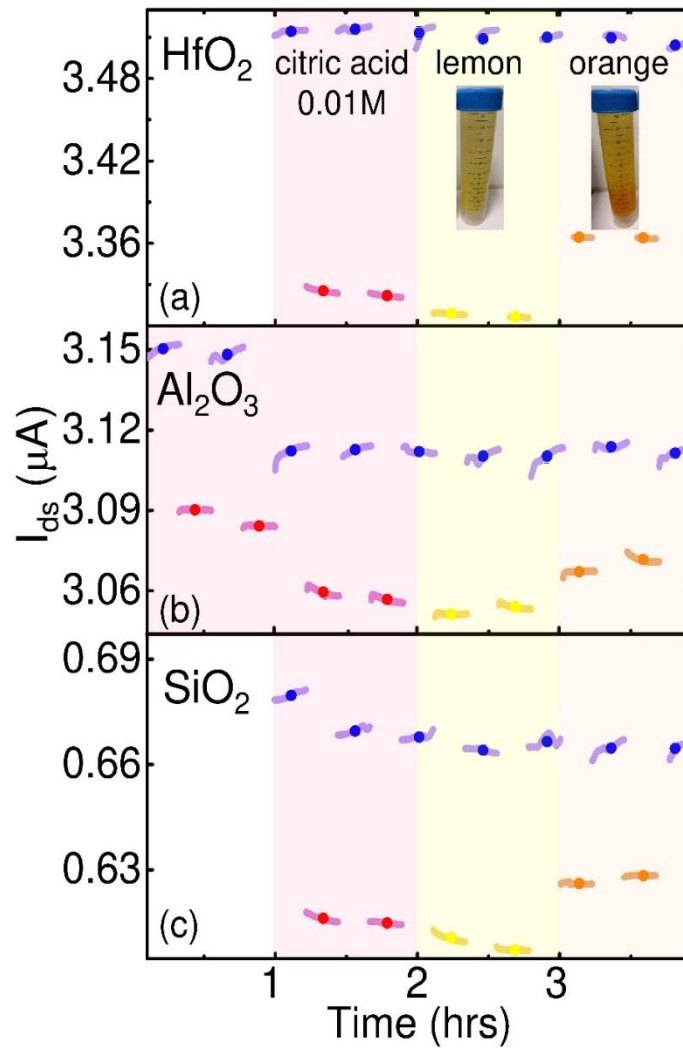 HfO₂
citric acid
0.01M
lemon
orange
3.48
3.42
3.36
(a)
3.15
Al₂O₃
3.12
3.09
3.06
(b)
0.69
SiO₂
0.66
0.63
(c)
I_ds (μA)
1 2 3
Time (hrs)